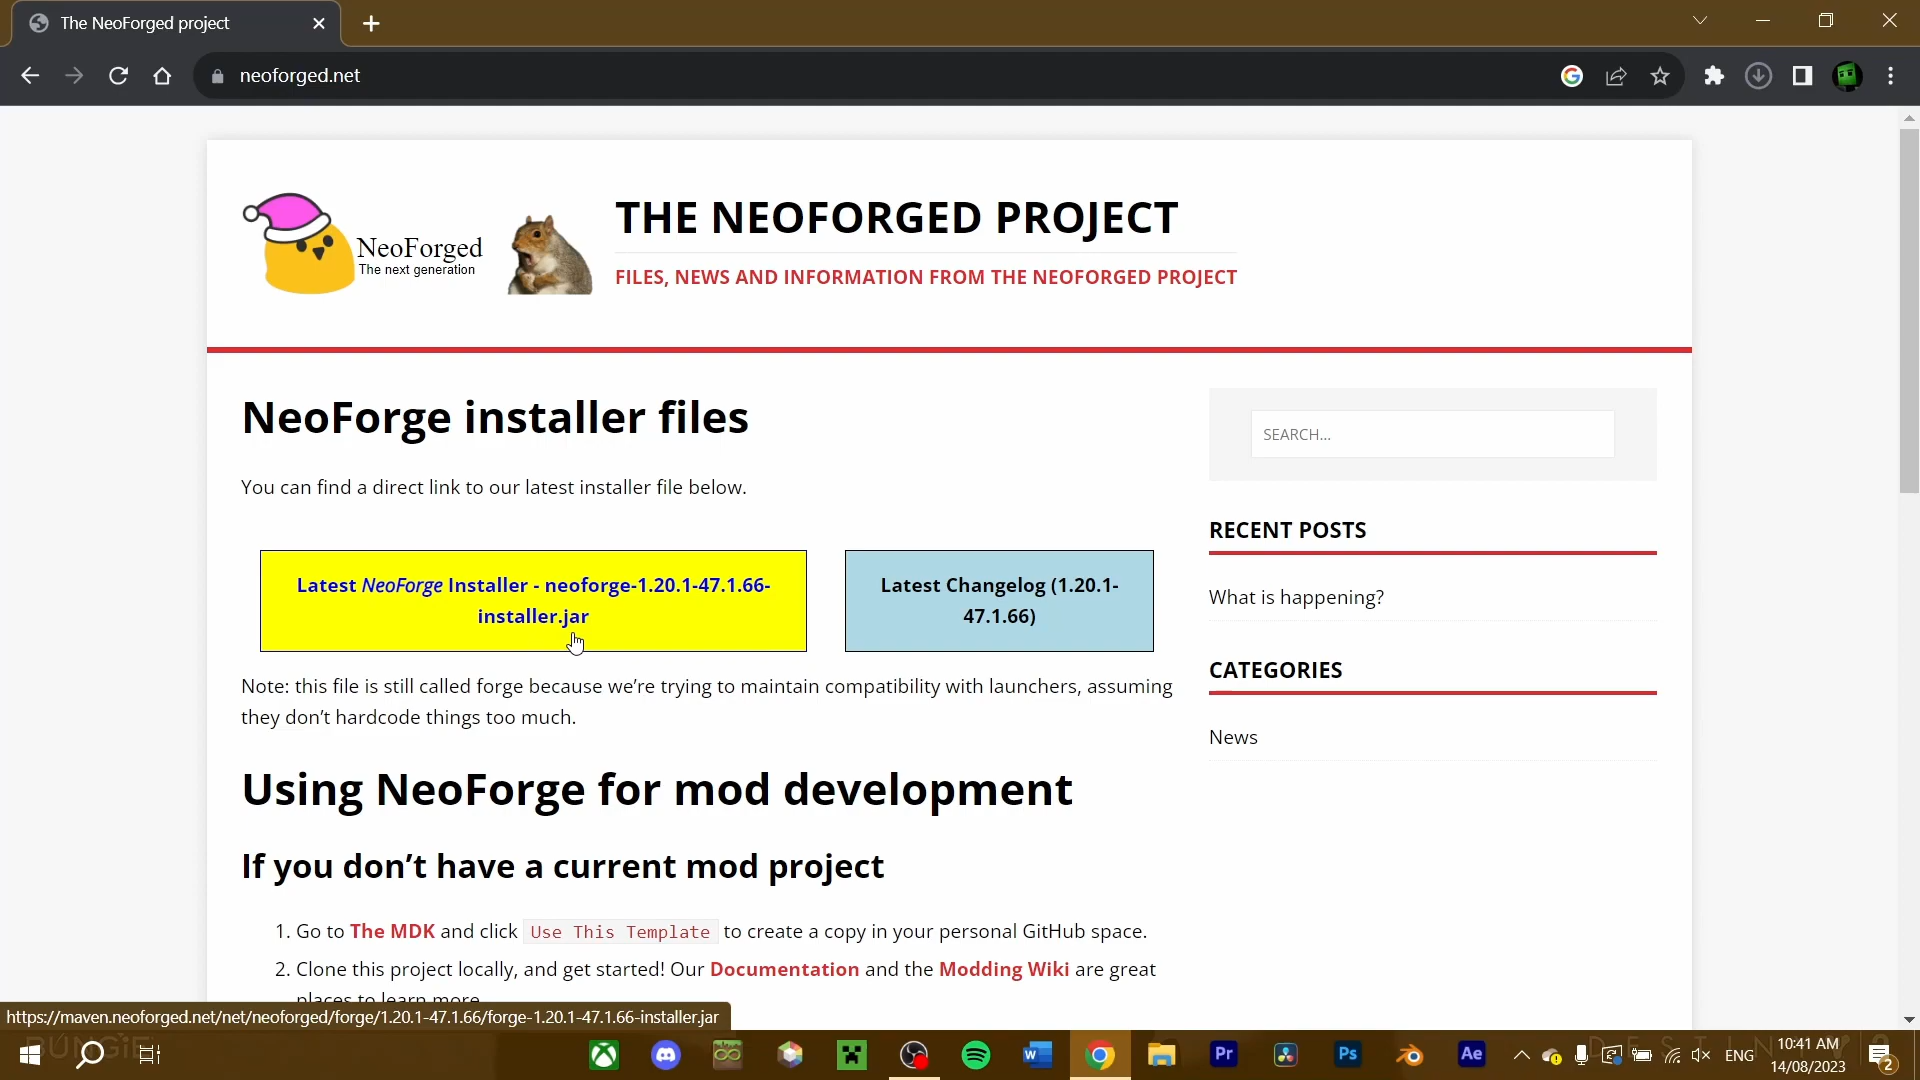 The NeoForged project
neoforged.net
NeoForged
The next generation
THE NEOFORGED PROJECT
FILES, NEWS AND INFORMATION FROM THE NEOFORGED PROJECT
NeoForge installer files
You can find a direct link to our latest installer file below.
Latest NeoForge Installer - neoforge-1.20.1-47.1.66-
installer.jar
Latest Changelog (1.20.1-
47.1.66)
Note: this file is still called forge because we’re trying to maintain compatibility with launchers, assuming
they don’t hardcode things too much.
Using NeoForge for mod development
If you don’t have a current mod project
1. Go to The MDK and click Use This Template to create a copy in your personal GitHub space.
2. Clone this project locally, and get started! Our Documentation and the Modding Wiki are great
places to learn more.
SEARCH...
RECENT POSTS
What is happening?
CATEGORIES
News
https://maven.neoforged.net/net/neoforged/forge/1.20.1-47.1.66/forge-1.20.1-47.1.66-installer.jar
BUNGiE
W
Pr
Ps
Ae
DESTINY 2
ENG
10:41 AM
14/08/2023
2